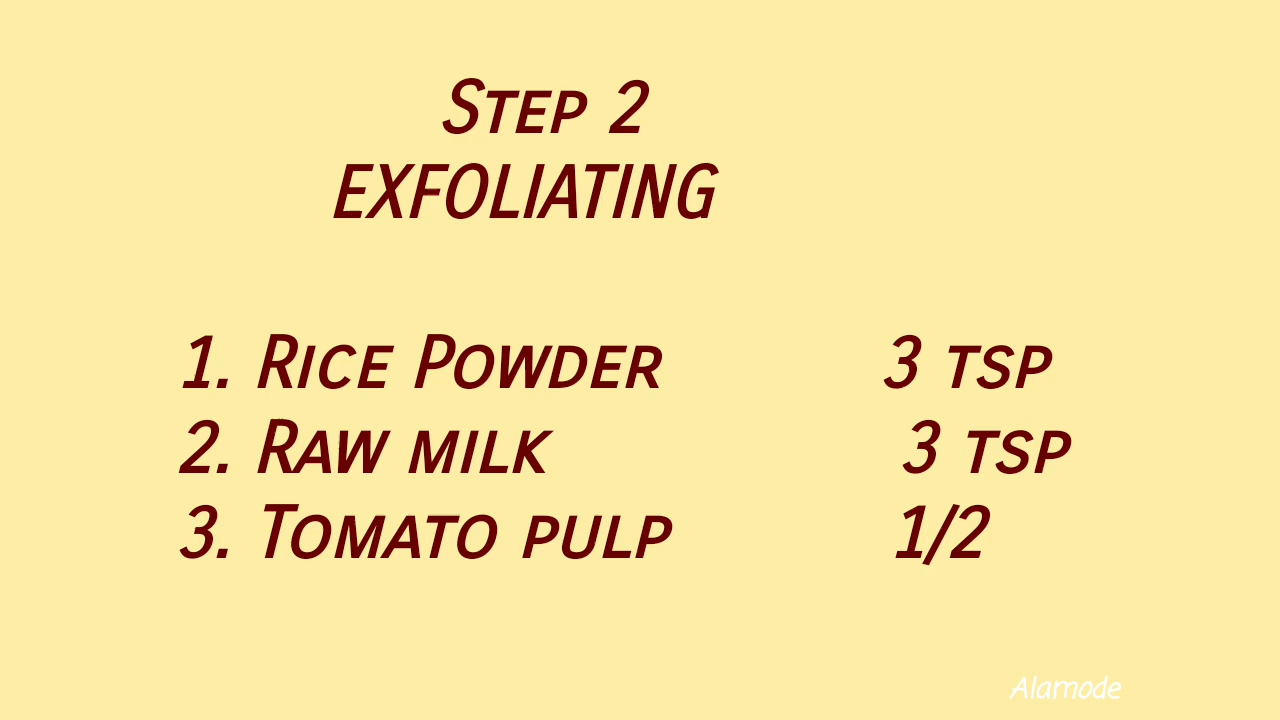 Step 2
EXFOLIATING
1. Rice Powder 3 tsp
2. Raw milk 3 tsp
3. Tomato pulp 1/2
Alamode